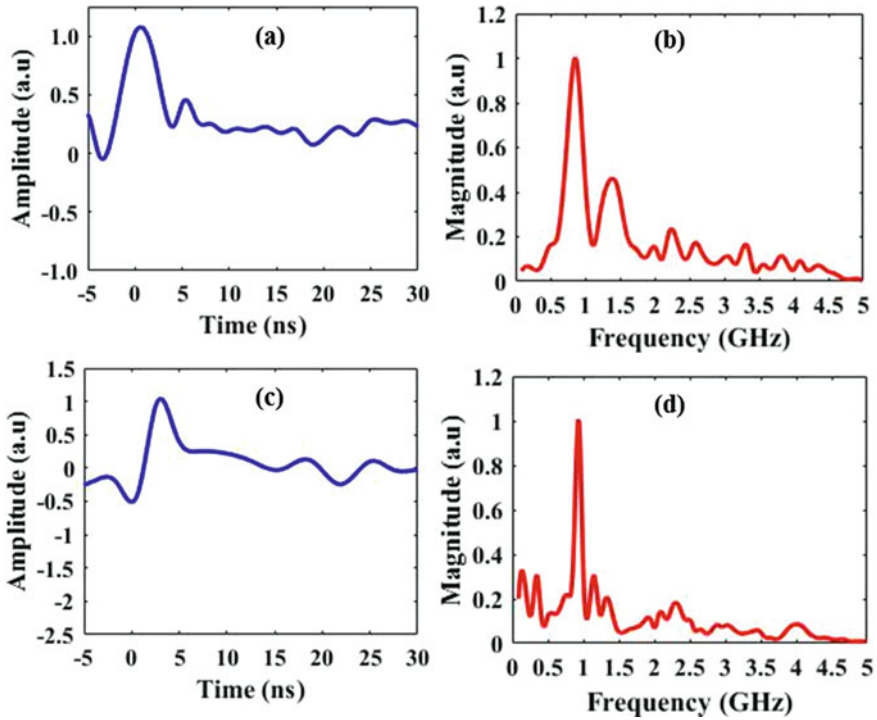 (a)
Amplitude (a.u)
1.0
0.5
0
-0.5
-1.0
-5 0 5 10 15 20 25 30
Time (ns)
(b)
Magnitude (a.u)
1.2
1
0.8
0.6
0.4
0.2
0
0 0.5 1 1.5 2 2.5 3 3.5 4 4.5 5
Frequency (GHz)
(c)
Amplitude (a.u)
1.5
1
0.5
0
-0.5
-1
-1.5
-2
-2.5
-5 0 5 10 15 20 25 30
Time (ns)
(d)
Magnitude (a.u)
1.2
1
0.8
0.6
0.4
0.2
0
0 0.5 1 1.5 2 2.5 3 3.5 4 4.5 5
Frequency (GHz)